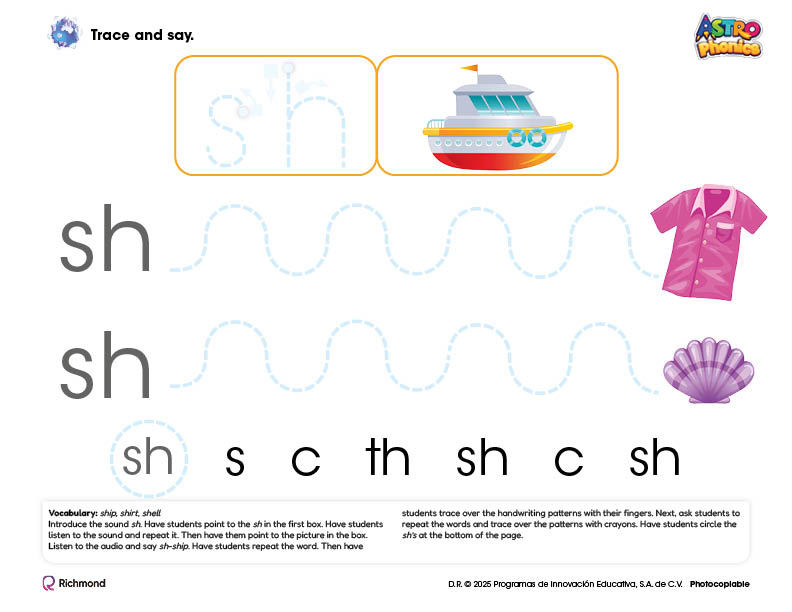 Trace and say.
ASTRO
Phonics
sh
sh
sh
sh s c th sh c sh
Vocabulary: ship, shirt, shell.
Introduce the sound sh. Have students point to the sh in the first box. Have students
listen to the sound and repeat it. Then have them point to the picture in the box.
Listen to the audio and say sh-ship. Have students repeat the word. Then have
students trace over the handwriting patterns with their fingers. Next, ask students to
repeat the words and trace over the patterns with crayons. Have students circle the
sh's at the bottom of the page.
Richmond
D.R. © 2025 Programas de Innovación Educativa, S.A. de C.V. Photocopiable